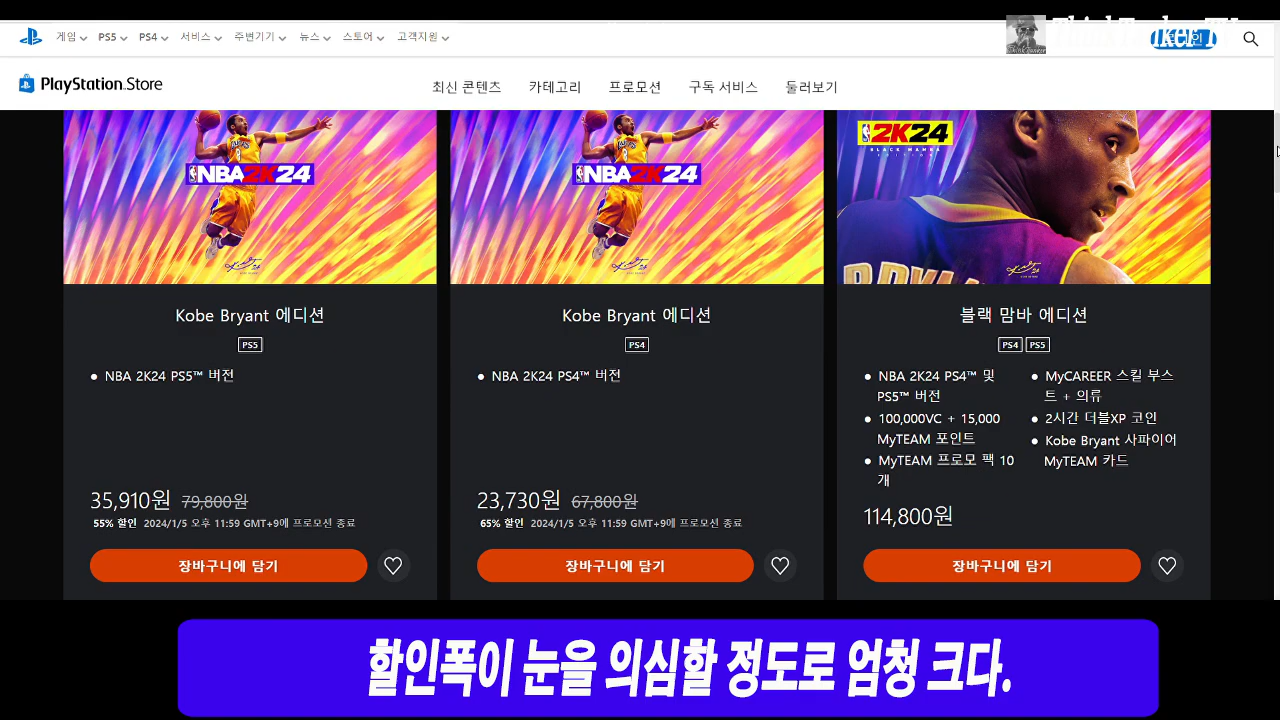 게임 PS5 PS4 서비스 주변기기 뉴스 스토어 고객지원
PlayStation Store
최신 콘텐츠 카테고리 프로모션 구독 서비스 둘러보기
NBA 2K24
NBA 2K24
2K24
BLACK MAMBA
EDITION
Kobe Bryant 에디션
PS5
● NBA 2K24 PS5™ 버전
35,910원 79,800원
55% 할인 2024/1/5 오후 11:59 GMT+9에 프로모션 종료
장바구니에 담기
Kobe Bryant 에디션
PS4
● NBA 2K24 PS4™ 버전
23,730원 67,800원
65% 할인 2024/1/5 오후 11:59 GMT+9에 프로모션 종료
장바구니에 담기
블랙 맘바 에디션
PS4 PS5
● NBA 2K24 PS4™ 및
PS5™ 버전
● 100,000VC + 15,000
MyTEAM 포인트
● MyTEAM 프로모 팩 10
개
● MyCAREER 스킬 부스
트 + 의류
● 2시간 더블XP 코인
● Kobe Bryant 사파이어
MyTEAM 카드
114,800원
장바구니에 담기
할인폭이 눈을 의심할 정도로 엄청 크다.